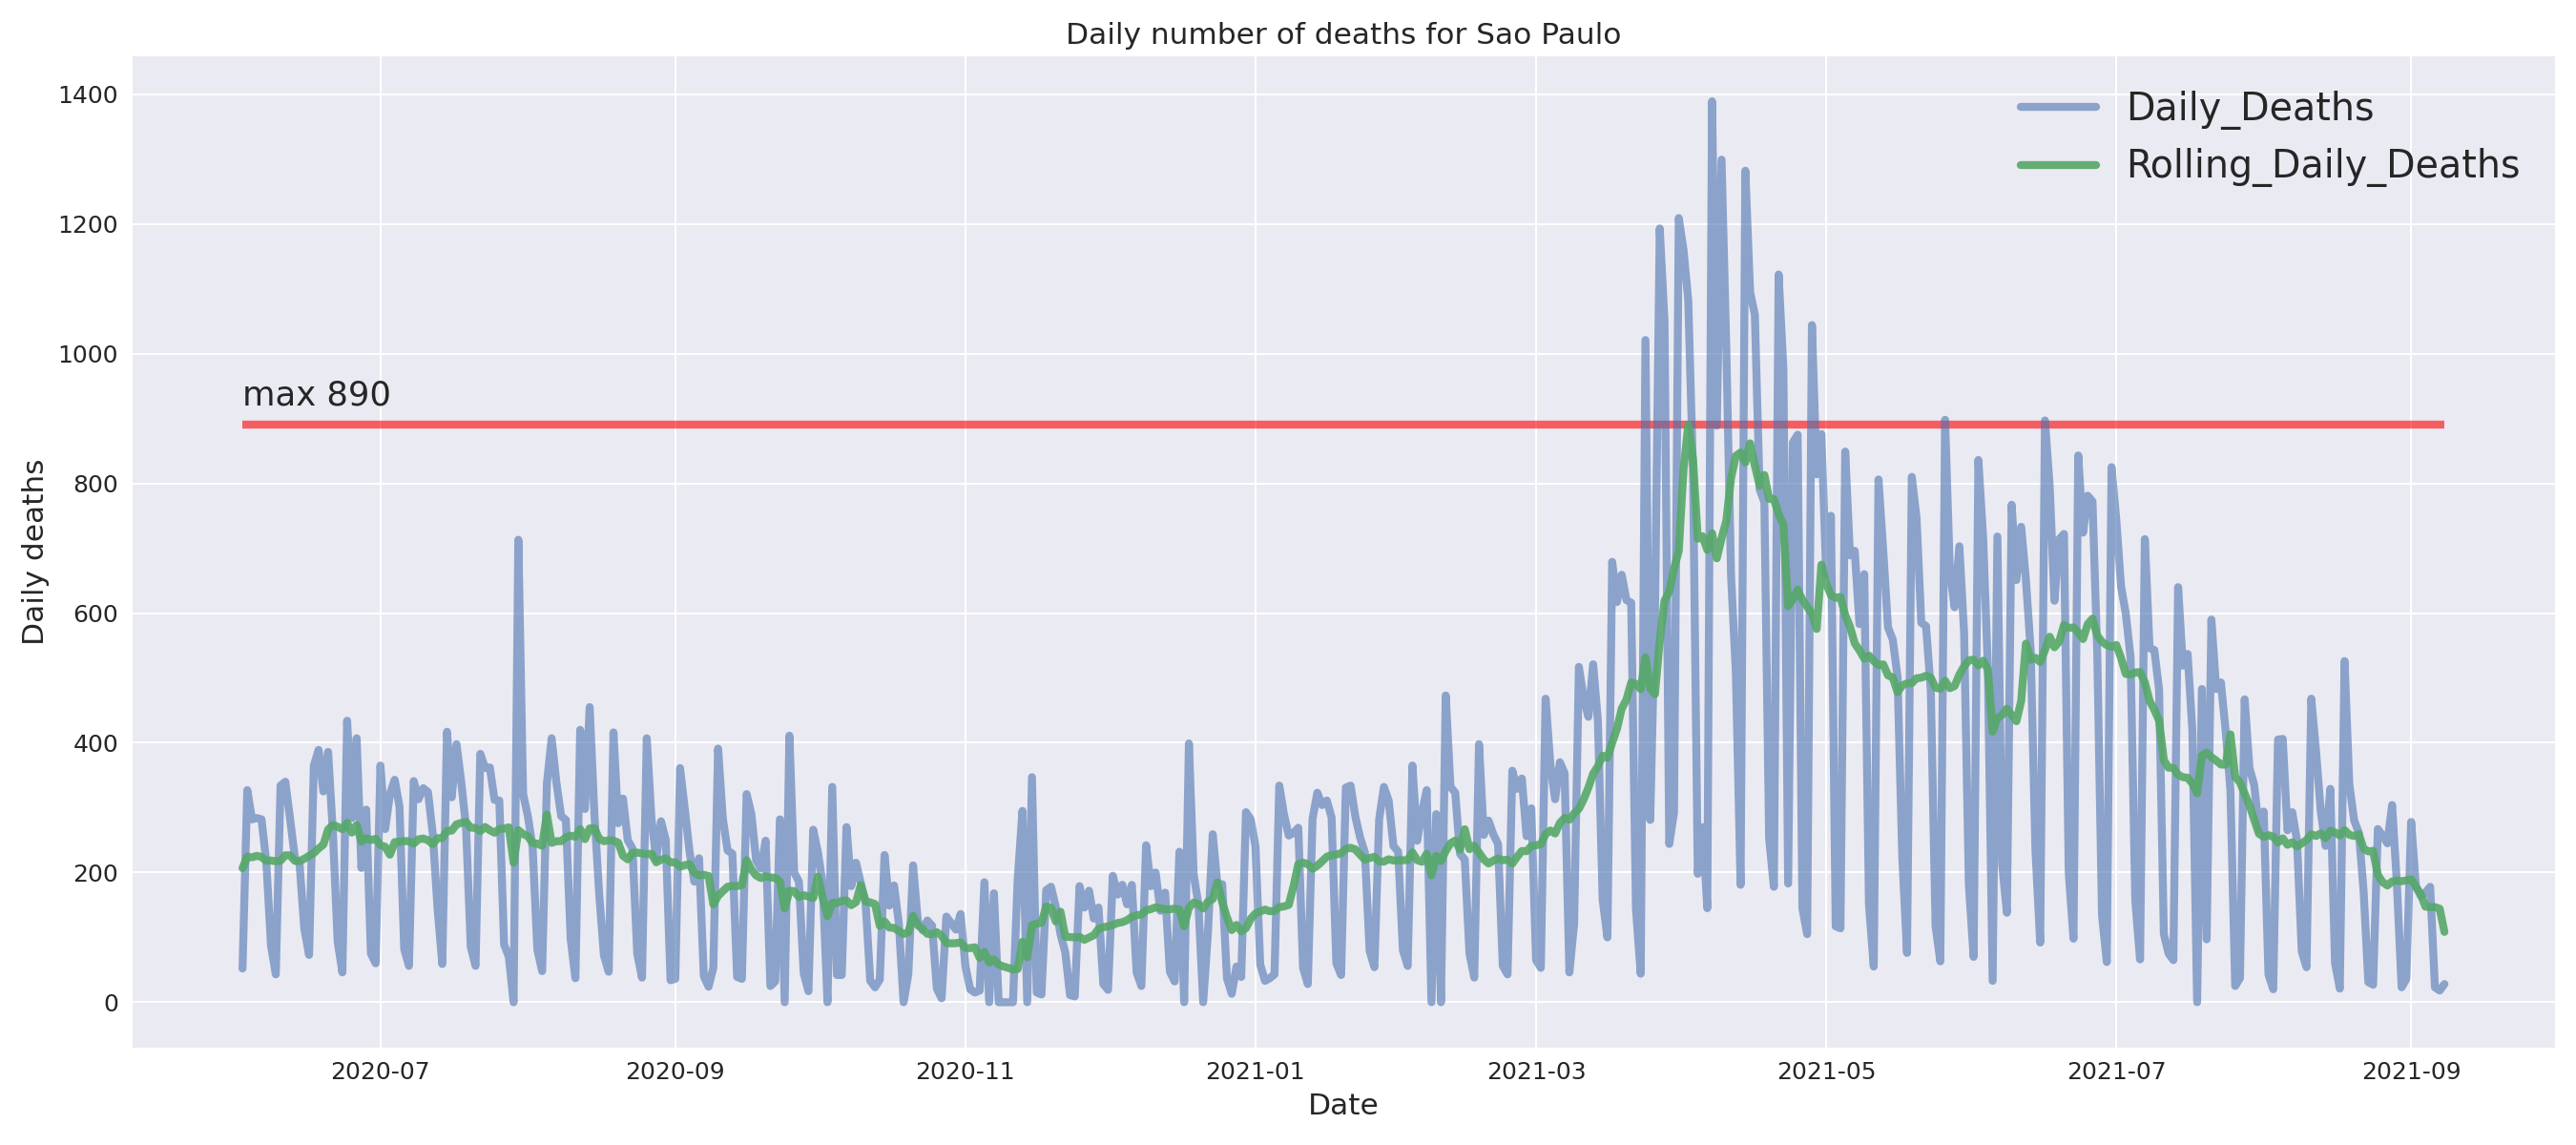 Daily number of deaths for Sao Paulo
1400
1200
1000
800
600
400
200
0
Daily deaths
max 890
Daily_Deaths
Rolling_Daily_Deaths
2020-07
2020-09
2020-11
2021-01
2021-03
2021-05
2021-07
2021-09
Date